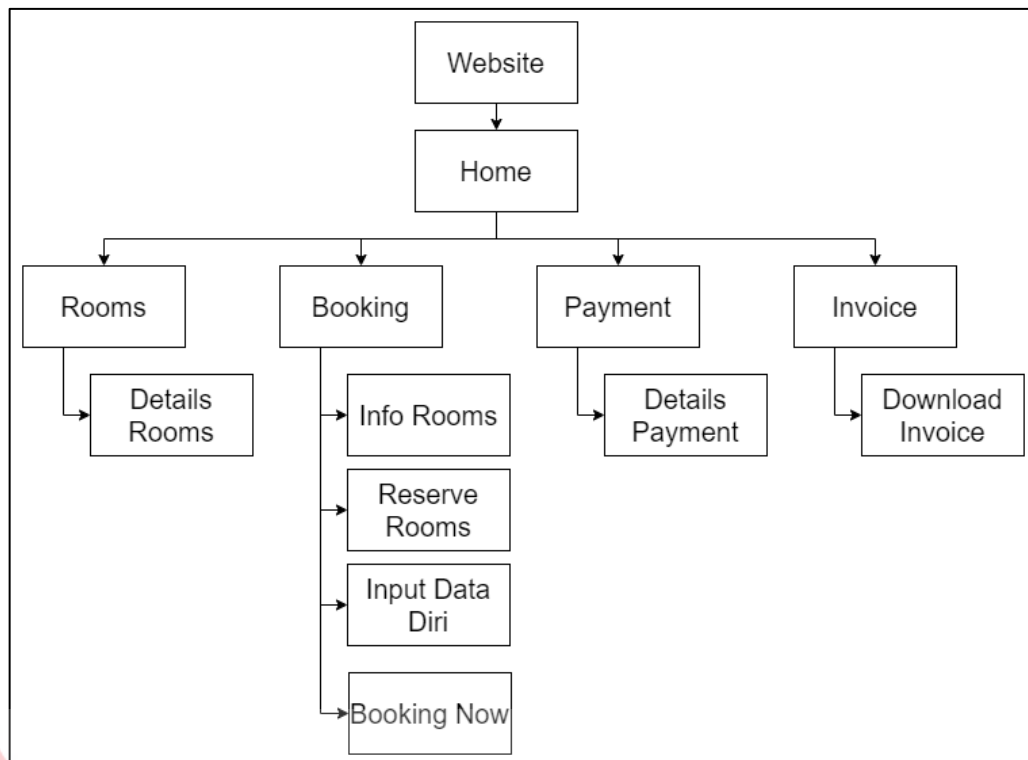 Website
Home
Rooms
Booking
Payment
Invoice
Details
Rooms
Info Rooms
Reserve
Rooms
Input Data
Diri
Booking Now
Details
Payment
Download
Invoice